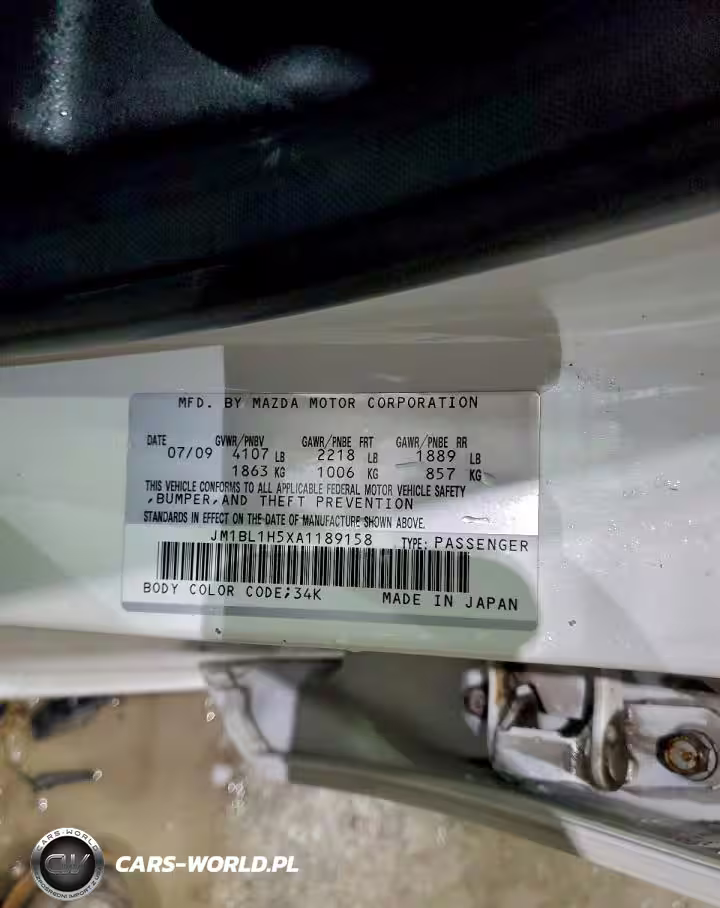 MFD. BY MAZDA MOTOR CORPORATION
DATE GVWR/PNBV GAWR/PNBE FRT GAWR/PNBE RR
07/09 4107 LB 2218 LB 1889 LB
1863 KG 1006 KG 857 KG
THIS VEHICLE CONFORMS TO ALL APPLICABLE FEDERAL MOTOR VEHICLE SAFETY
,BUMPER,AND THEFT PREVENTION
STANDARDS IN EFFECT ON THE DATE OF MANUFACTURE SHOWN ABOVE.
JM1BL1H5XA1189158 TYPE: PASSENGER
BODY COLOR CODE;34K MADE IN JAPAN
CARS-WORLD
CW
CARS-WORLD.PL